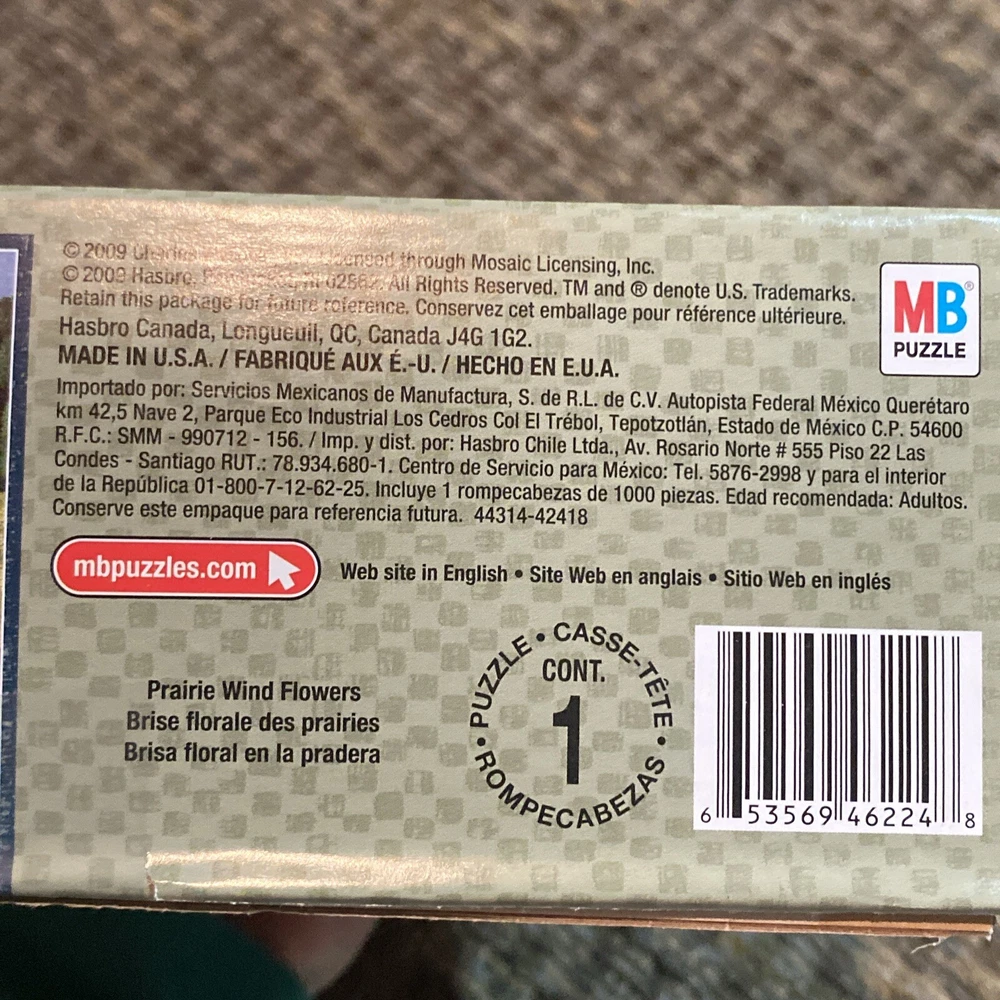 © 2009 through Mosaic Licensing, Inc.
© 2009 Hasbro, All Rights Reserved. TM and ® denote U.S. Trademarks.
Retain this package for future reference. Conservez cet emballage pour référence ultérieure.
Hasbro Canada, Longueuil, QC, Canada J4G 1G2.
MADE IN U.S.A. / FABRIQUÉ AUX É.-U. / HECHO EN E.U.A.
MB®
PUZZLE
Importado por: Servicios Mexicanos de Manufactura, S. de R.L. de C.V. Autopista Federal México Querétaro
km 42,5 Nave 2, Parque Eco Industrial Los Cedros Col El Trébol, Tepotzotlán, Estado de México C.P. 54600
R.F.C.: SMM - 990712 - 156. / Imp. y dist. por: Hasbro Chile Ltda., Av. Rosario Norte # 555 Piso 22 Las
Condes - Santiago RUT.: 78.934.680-1. Centro de Servicio para México: Tel. 5876-2998 y para el interior
de la República 01-800-7-12-62-25. Incluye 1 rompecabezas de 1000 piezas. Edad recomendada: Adultos.
Conserve este empaque para referencia futura. 44314-42418
mbpuzzles.com
Web site in English • Site Web en anglais • Sitio Web en inglés
Prairie Wind Flowers
Brise florale des prairies
Brisa floral en la pradera
• PUZZLE • CASSE-TÊTE • ROMPECABEZAS
CONT.
1
6 53569 46224 8